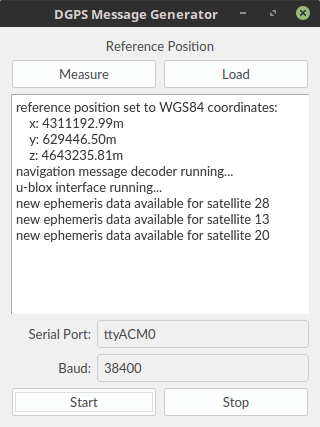 DGPS Message Generator
Reference Position
Measure Load
reference position set to WGS84 coordinates:
x: 4311192.99m
y: 629446.50m
z: 4643235.81m
navigation message decoder running...
u-blox interface running...
new ephemeris data available for satellite 28
new ephemeris data available for satellite 13
new ephemeris data available for satellite 20
Serial Port: ttyACM0
Baud: 38400
Start Stop